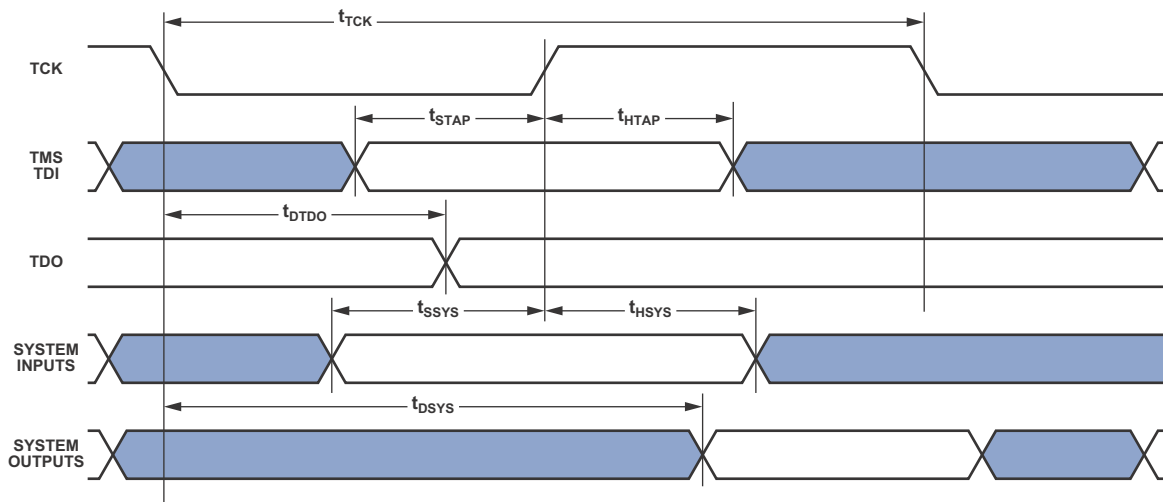 tTCK
TCK
tSTAP
tHTAP
TMS
TDI
tDTDO
TDO
tSSYS
tHSYS
SYSTEM
INPUTS
tDSYS
SYSTEM
OUTPUTS